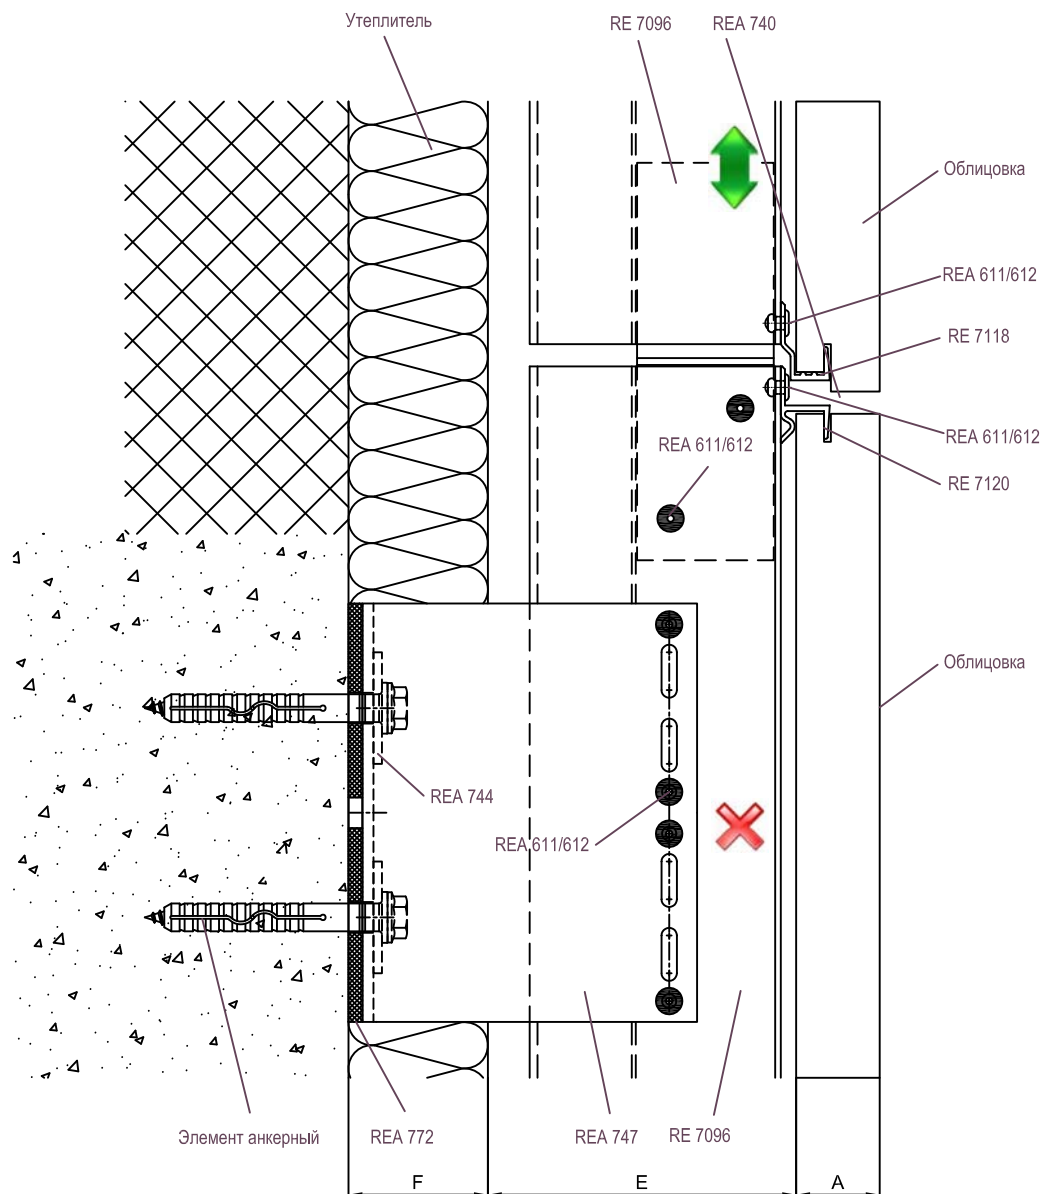 Утеплитель
RE 7096
REA 740
Облицовка
REA 611/612
RE 7118
REA 611/612
REA 611/612
RE 7120
Облицовка
REA 744
REA 611/612
Элемент анкерный
REA 772
REA 747
RE 7096
F
E
A